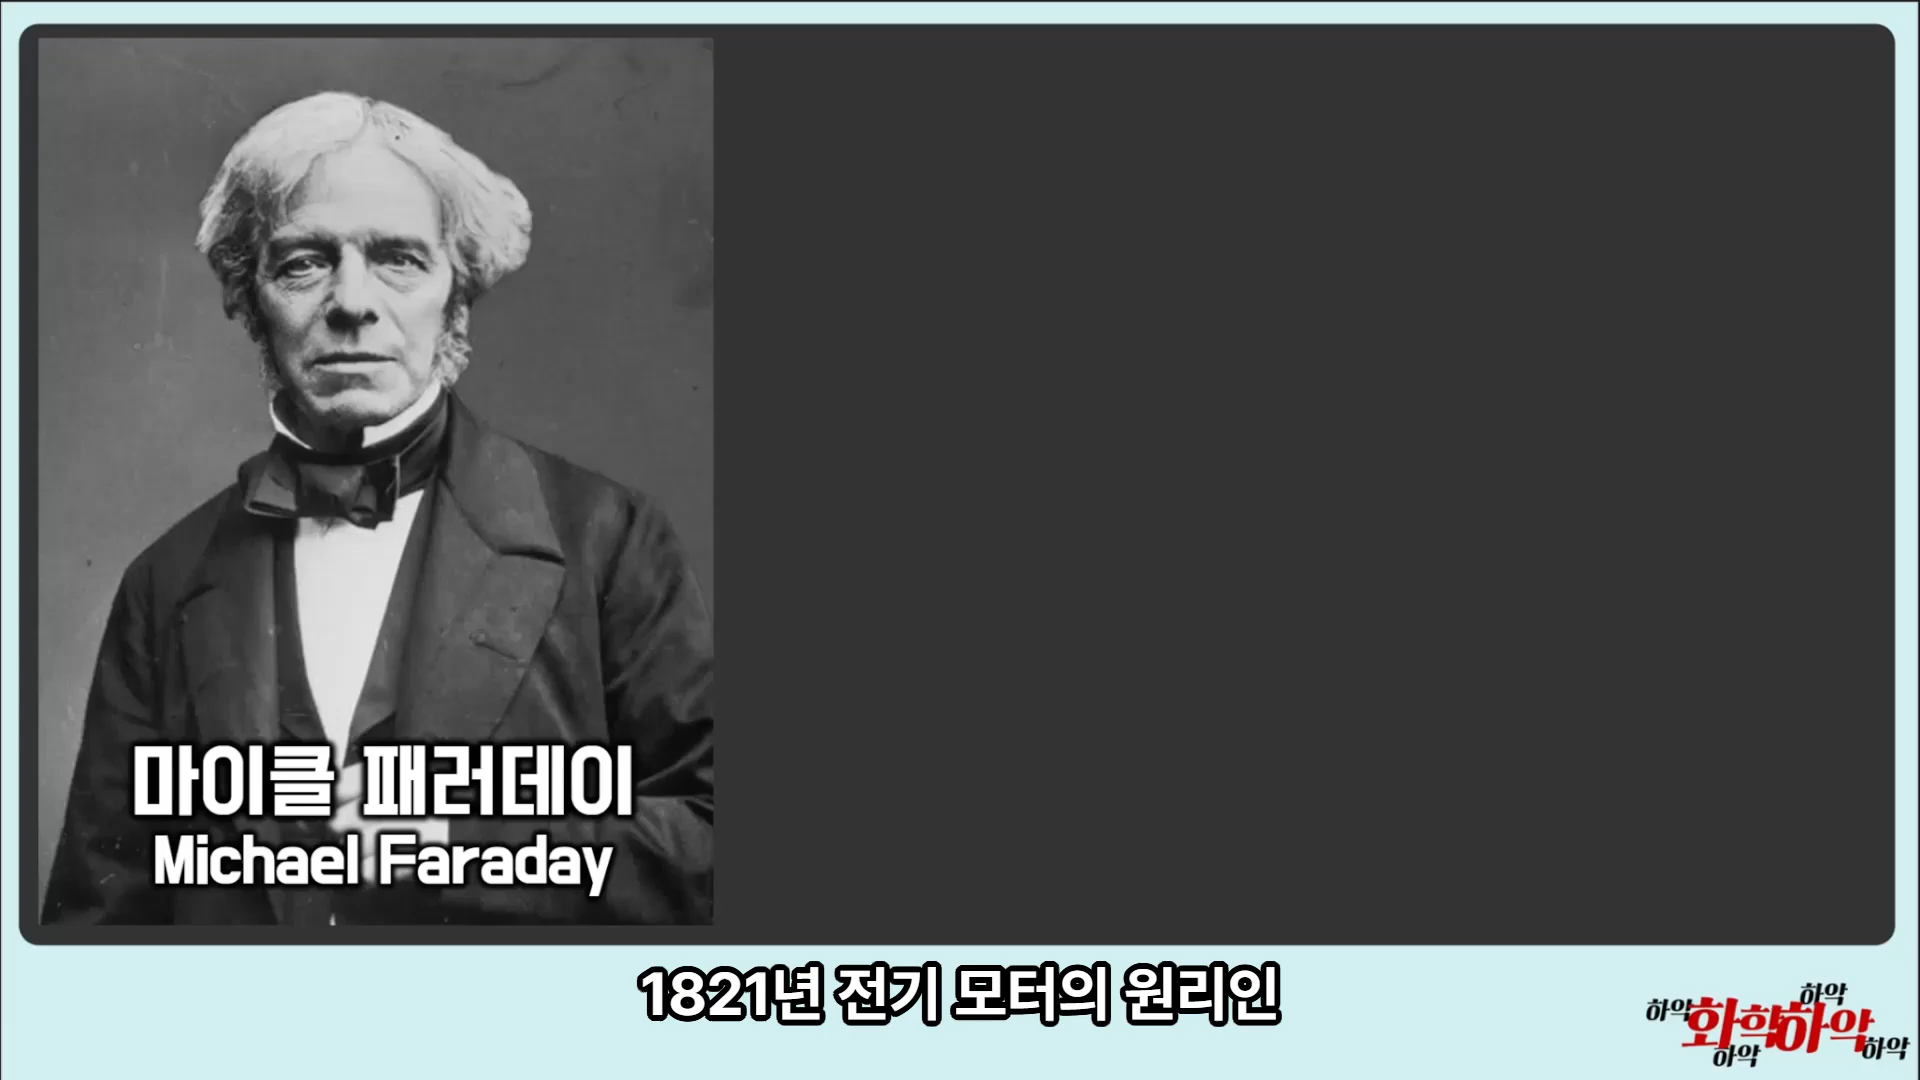 마이클 패러데이
Michael Faraday
1821년 전기 모터의 원리인
하약
하약
화학하약
하약
하약